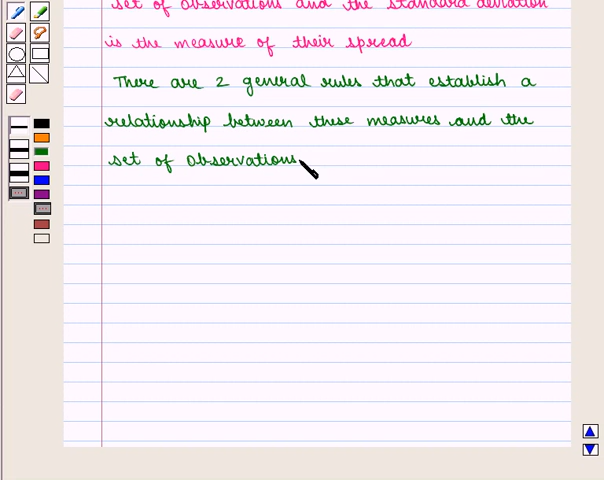 set of observations and the standard deviation
is the measure of their spread
There are 2 general rules that establish a
relationship between these measures and the
set of observations